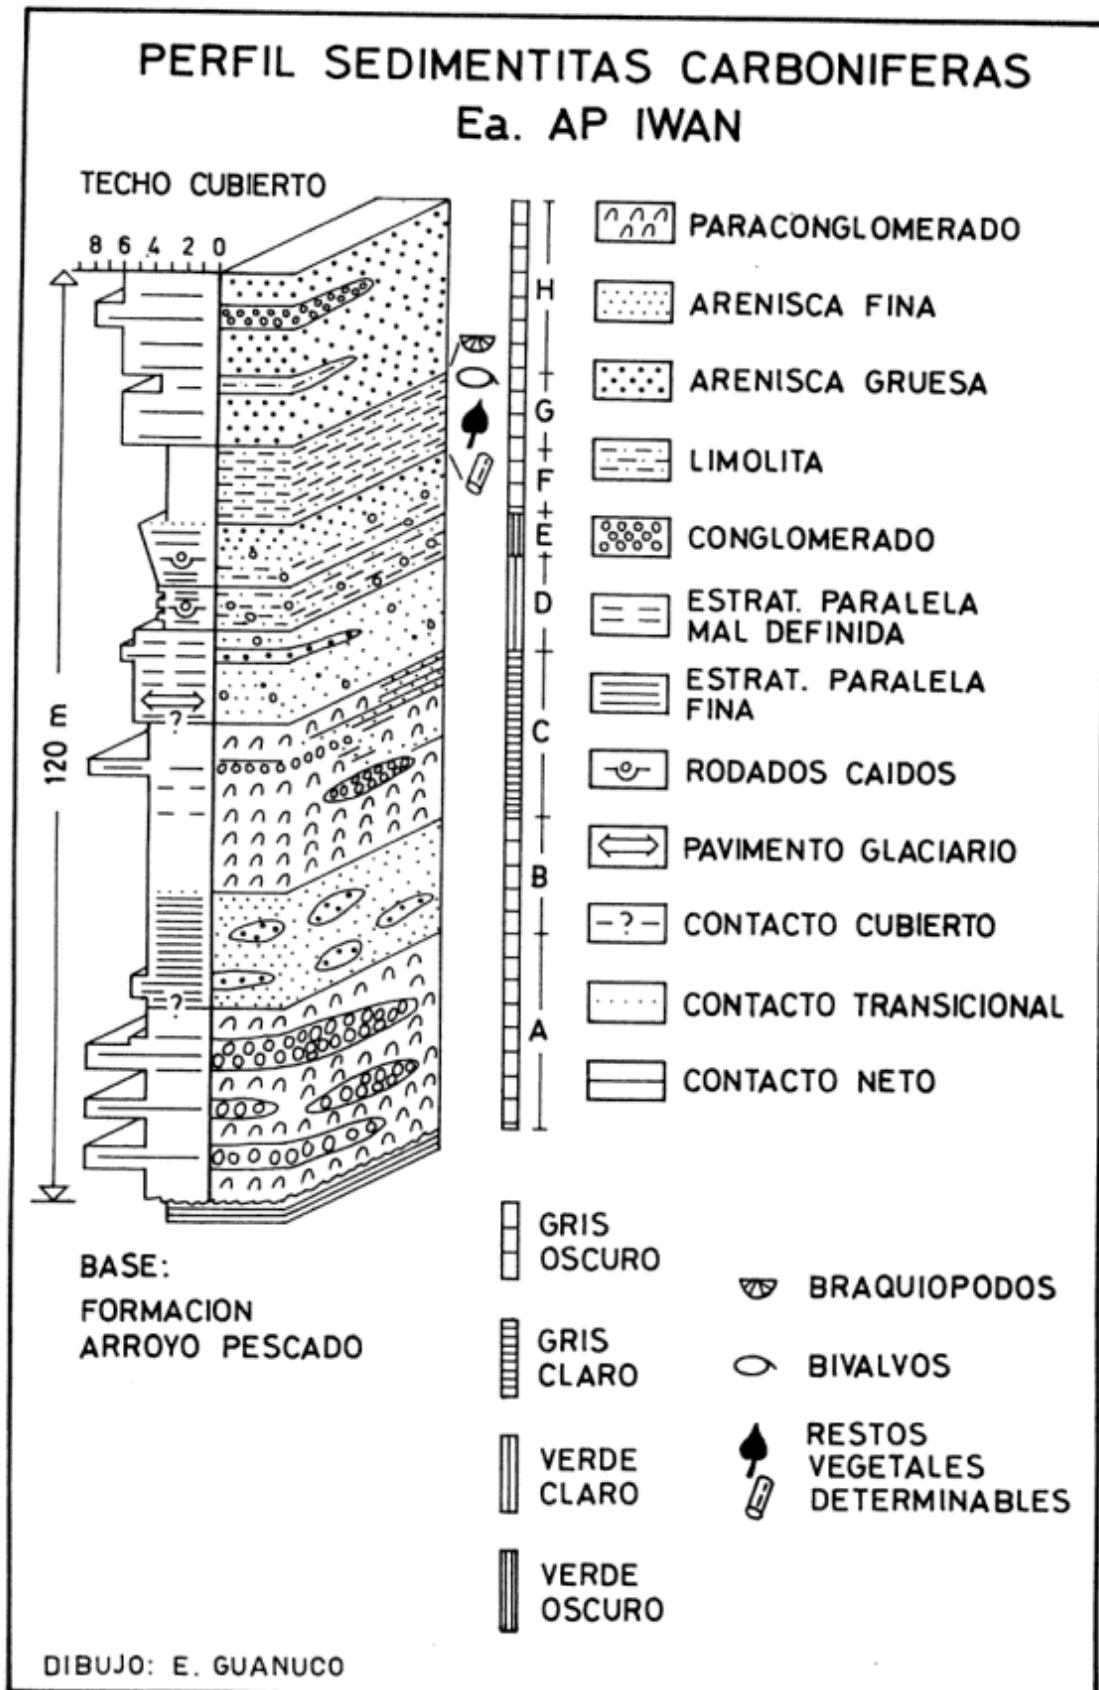 PERFIL SEDIMENTITAS CARBONIFERAS
Ea. AP IWAN
TECHO CUBIERTO
8 6 4 2 0
120 m
H
G
F
E
D
C
B
A
?
?
PARACONGLOMERADO
ARENISCA FINA
ARENISCA GRUESA
LIMOLITA
CONGLOMERADO
ESTRAT. PARALELA
MAL DEFINIDA
ESTRAT. PARALELA
FINA
RODADOS CAIDOS
PAVIMENTO GLACIARIO
?
CONTACTO CUBIERTO
CONTACTO TRANSICIONAL
CONTACTO NETO
BASE:
FORMACION
ARROYO PESCADO
GRIS
OSCURO
GRIS
CLARO
VERDE
CLARO
VERDE
OSCURO
BRAQUIOPODOS
BIVALVOS
RESTOS
VEGETALES
DETERMINABLES
DIBUJO: E. GUANUCO